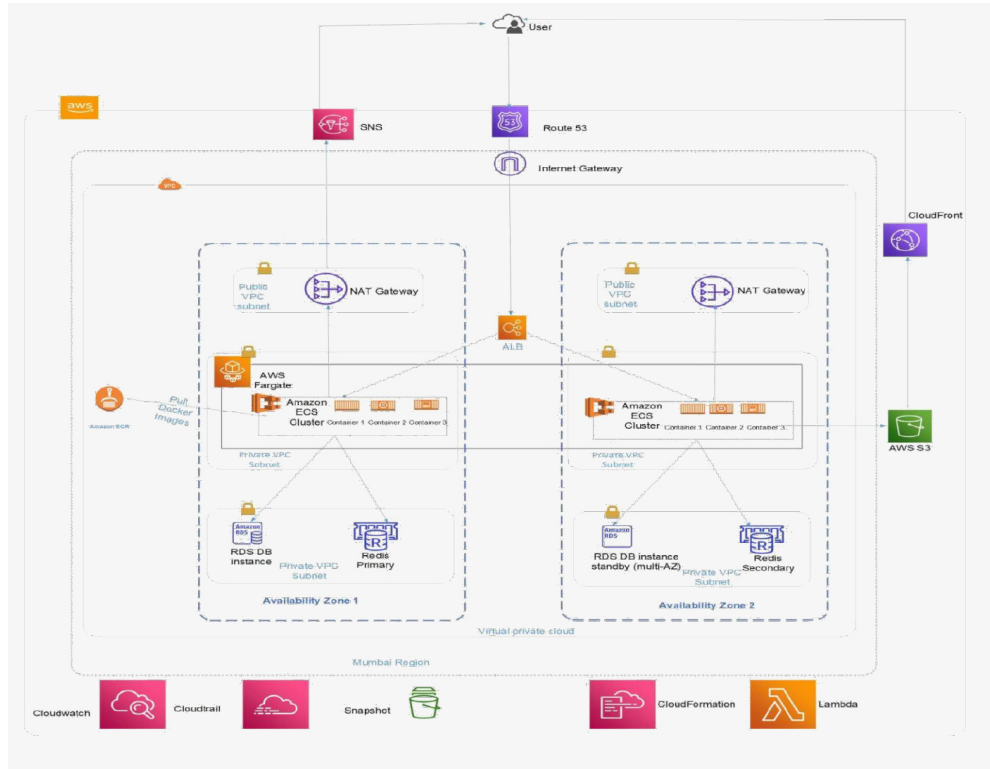 User
aws
SNS
53
Route 53
Internet Gateway
VPC
CloudFront
Public
VPC
subnet
NAT Gateway
Public
VPC
subnet
NAT Gateway
ALB
AWS
Fargate
Pull
Docker
Images
Amazon ECR
Amazon
ECS
Cluster
Container 1
Container 2
Container 3
Amazon
ECS
Cluster
Container 1
Container 2
Container 3
AWS S3
Private VPC
Subnet
Private VPC
Subnet
Amazon
RDS
RDS DB
instance
Redis
Primary
Private VPC
Subnet
Amazon
RDS
RDS DB instance
standby (multi-AZ)
Redis
Secondary
Private VPC
Subnet
Availability Zone 1
Availability Zone 2
Virtual private cloud
Mumbai Region
Cloudwatch
Cloudtrail
Snapshot
CloudFormation
Lambda